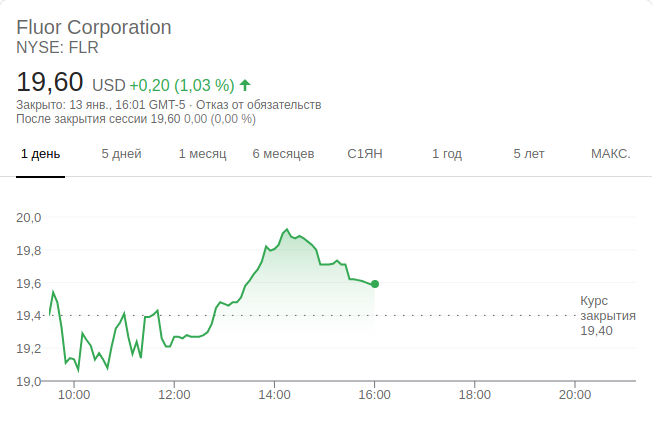 Fluor Corporation
NYSE: FLR
19,60 USD +0,20 (1,03 %)
Закрыто: 13 янв., 16:01 GMT-5 · Отказ от обязательств
После закрытия сессии 19,60 0,00 (0,00 %)
1 день 5 дней 1 месяц 6 месяцев С1ЯН 1 год 5 лет МАКС.
20,0
19,8
19,6
19,4
19,2
19,0
Курс
закрытия
19,40
10:00 12:00 14:00 16:00 18:00 20:00